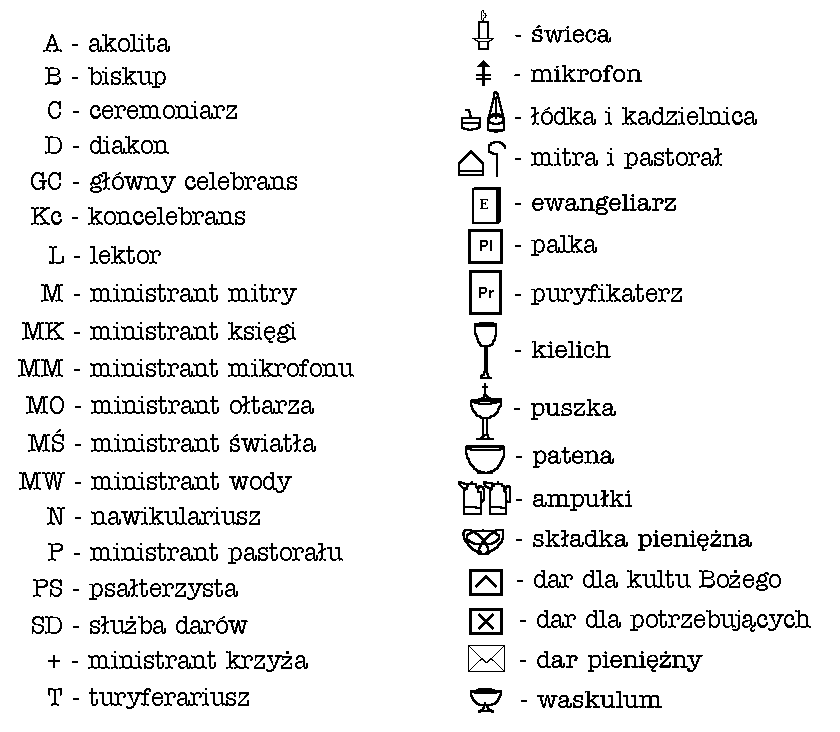 A - akolita
B - biskup
C - ceremoniarz
D - diakon
GC - główny celebrans
Kc - koncelebrans
L - lektor
M - ministrant mitry
MK - ministrant księgi
MM - ministrant mikrofonu
MO - ministrant ołtarza
MŚ - ministrant światła
MW - ministrant wody
N - nawikulariusz
P - ministrant pastorału
PS - psałterzysta
SD - służba darów
+ - ministrant krzyża
T - turyferariusz
- świeca
- mikrofon
- łódka i kadzielnica
- mitra i pastorał
E - ewangeliarz
Pl - palka
Pr - puryfikaterz
- kielich
- puszka
- patena
- ampułki
- składka pieniężna
- dar dla kultu Bożego
- dar dla potrzebujących
- dar pieniężny
- waskulum